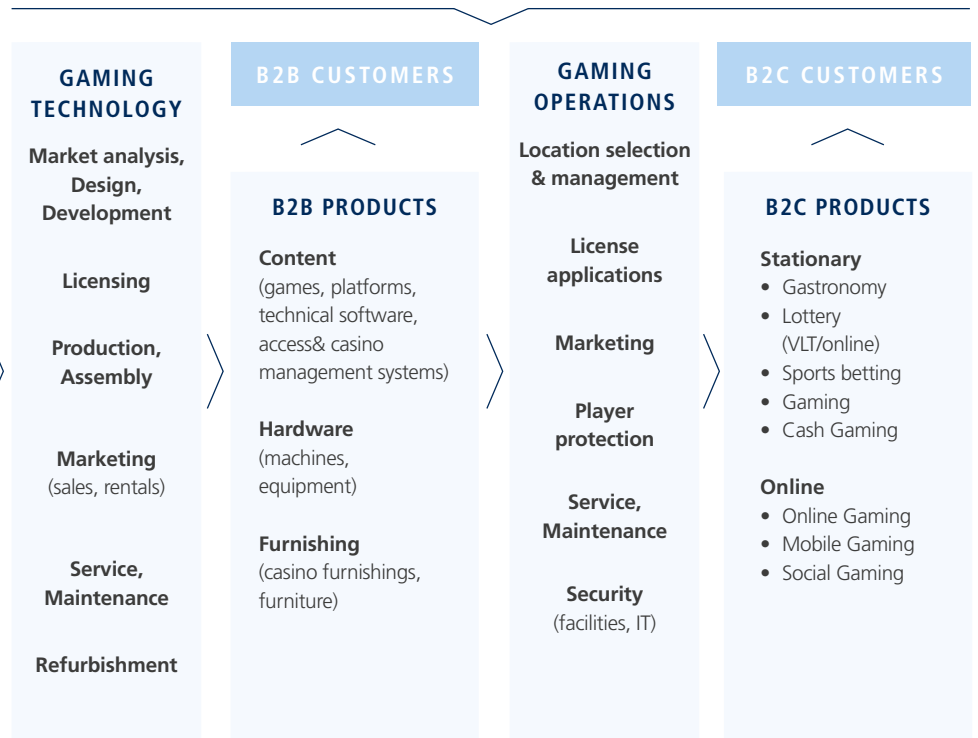 GAMING
TECHNOLOGY
Market analysis,
Design,
Development
Licensing
Production,
Assembly
Marketing
(sales, rentals)
Service,
Maintenance
Refurbishment
B2B CUSTOMERS
B2B PRODUCTS
Content
(games, platforms,
technical software,
access& casino
management systems)
Hardware
(machines,
equipment)
Furnishing
(casino furnishings,
furniture)
GAMING
OPERATIONS
Location selection
& management
License
applications
Marketing
Player
protection
Service,
Maintenance
Security
(facilities, IT)
B2C CUSTOMERS
B2C PRODUCTS
Stationary
• Gastronomy
• Lottery
(VLT/online)
• Sports betting
• Gaming
• Cash Gaming
Online
• Online Gaming
• Mobile Gaming
• Social Gaming